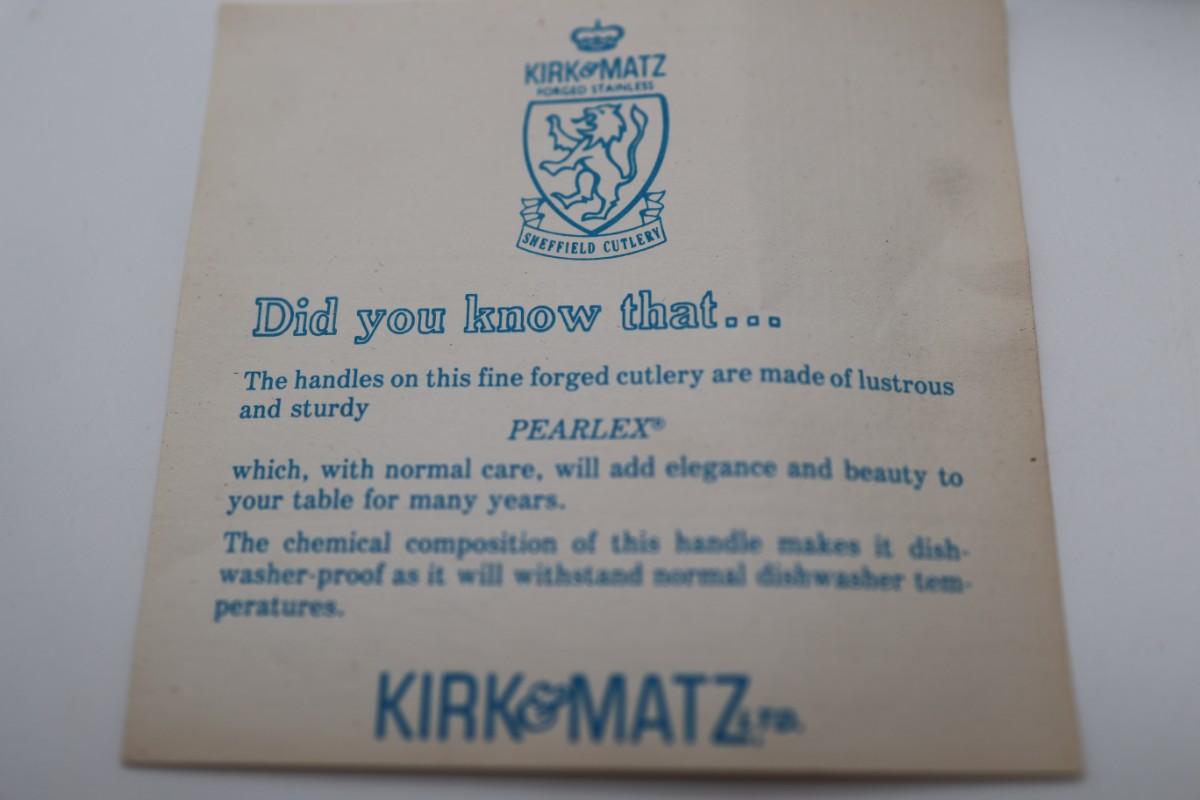 KIRK & MATZ
FORGED STAINLESS
SHEFFIELD CUTLERY
Did you know that...
The handles on this fine forged cutlery are made of lustrous
and sturdy
PEARLEX®
which, with normal care, will add elegance and beauty to
your table for many years.
The chemical composition of this handle makes it dish-
washer-proof as it will withstand normal dishwasher tem-
peratures.
KIRK & MATZ LTD.